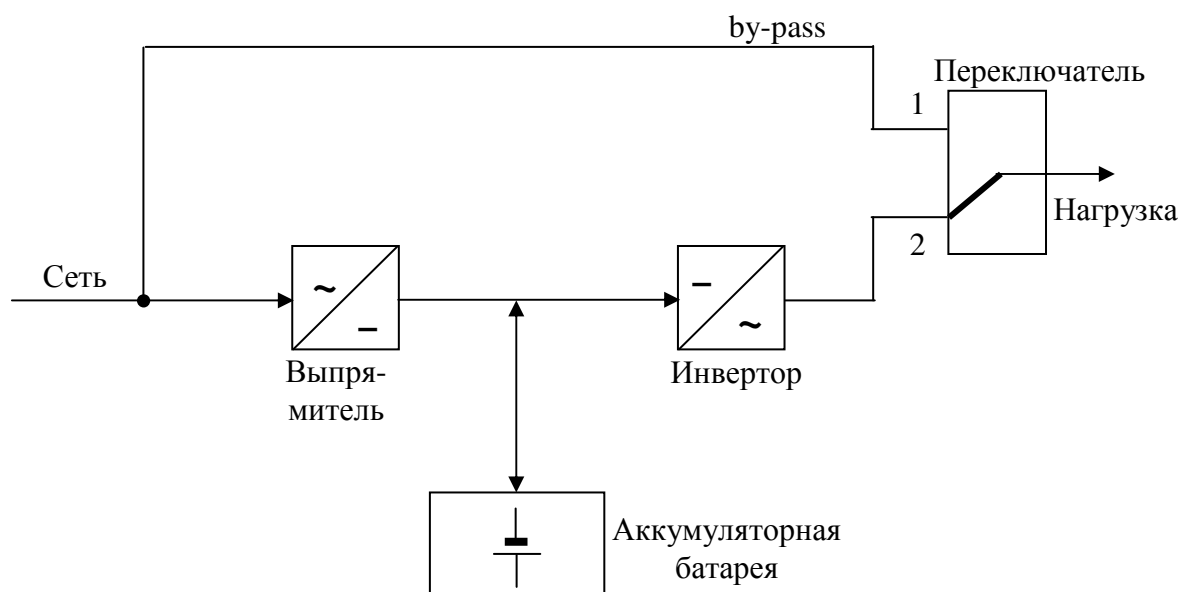 by-pass
Переключатель
1
Нагрузка
2
Сеть
~
–
–
~
Выпря-
митель
Инвертор
Аккумуляторная
батарея